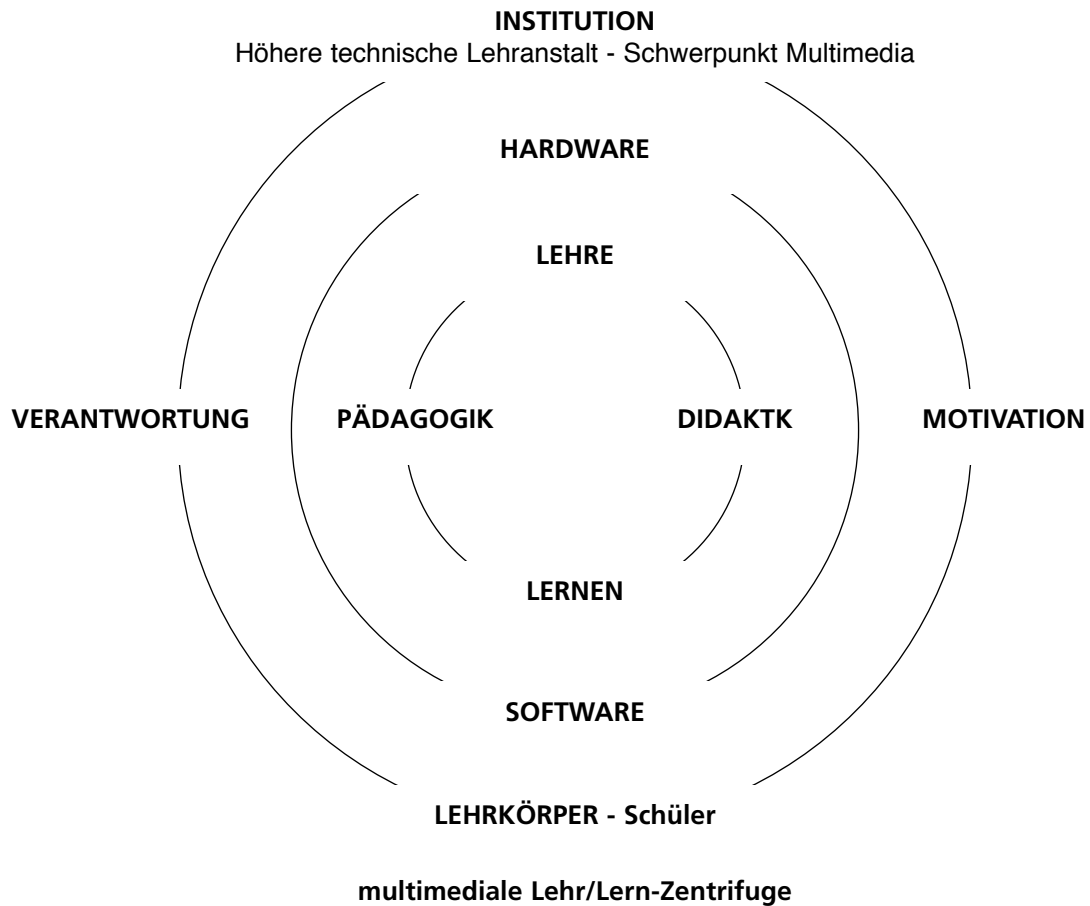 INSTITUTION
Höhere technische Lehranstalt - Schwerpunkt Multimedia
HARDWARE
LEHRE
VERANTWORTUNG PÄDAGOGIK DIDAKTK MOTIVATION
LERNEN
SOFTWARE
LEHRKÖRPER - Schüler
multimediale Lehr/Lern-Zentrifuge